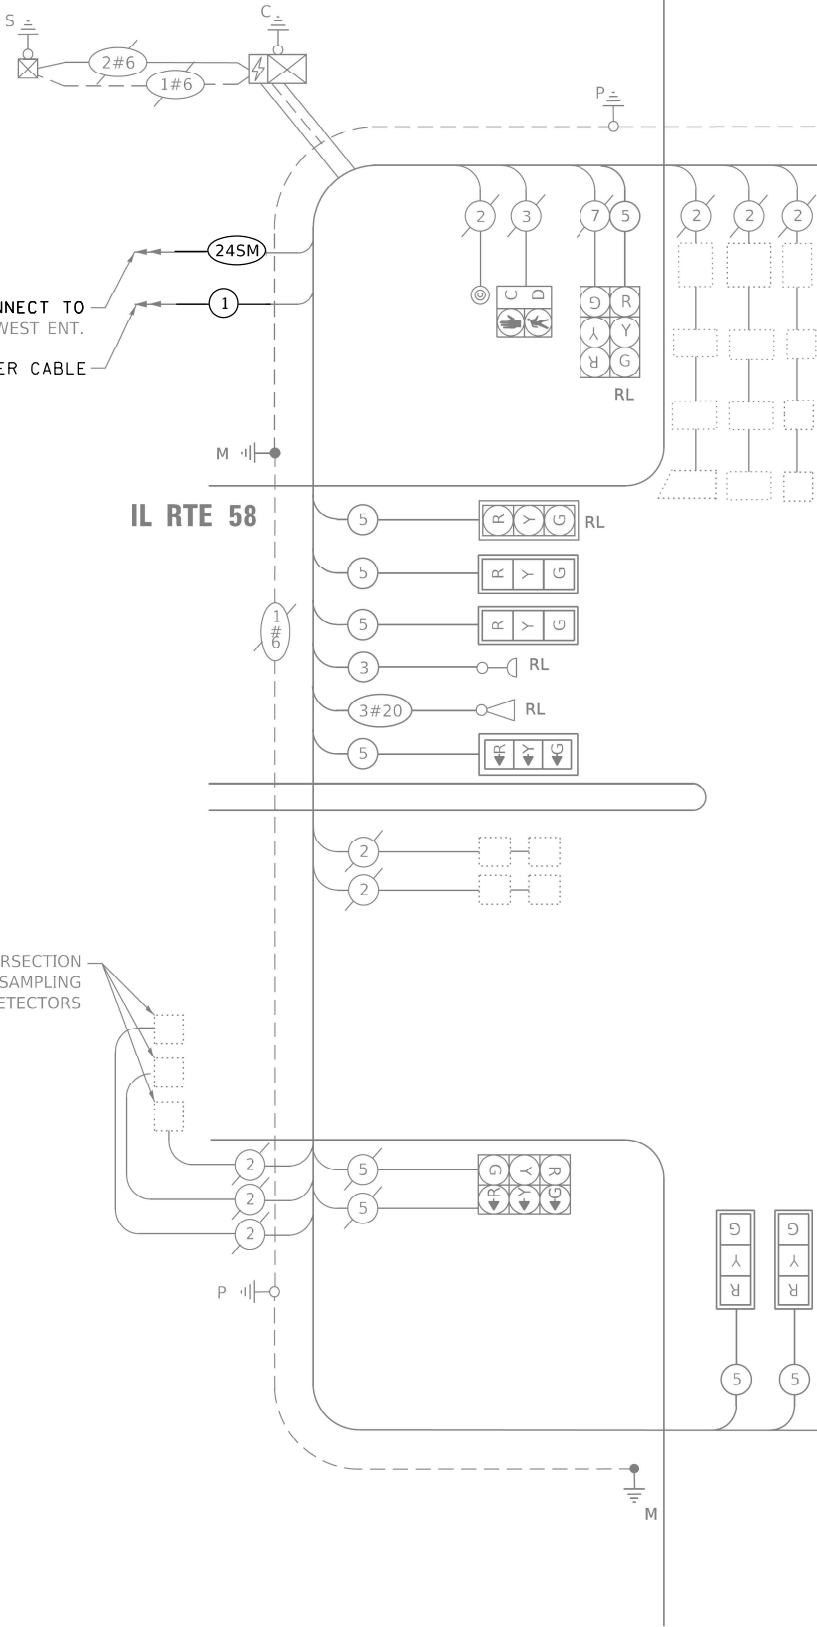 S
C
2#6
1#6
P
2
3
7
5
2
2
2
24SM
C D
G R
Y Y
R G
RL
1
NNECT TO
WEST ENT.
ER CABLE
M
IL RTE 58
5
R Y G
RL
5
R Y G
5
R Y G
1
#
6
3
RL
3#20
RL
5
R Y G
2
2
RSECTION
SAMPLING
ETECTORS
2
5
G Y R
R Y G
2
5
2
P
G
Y
R
G
Y
R
5
5
M